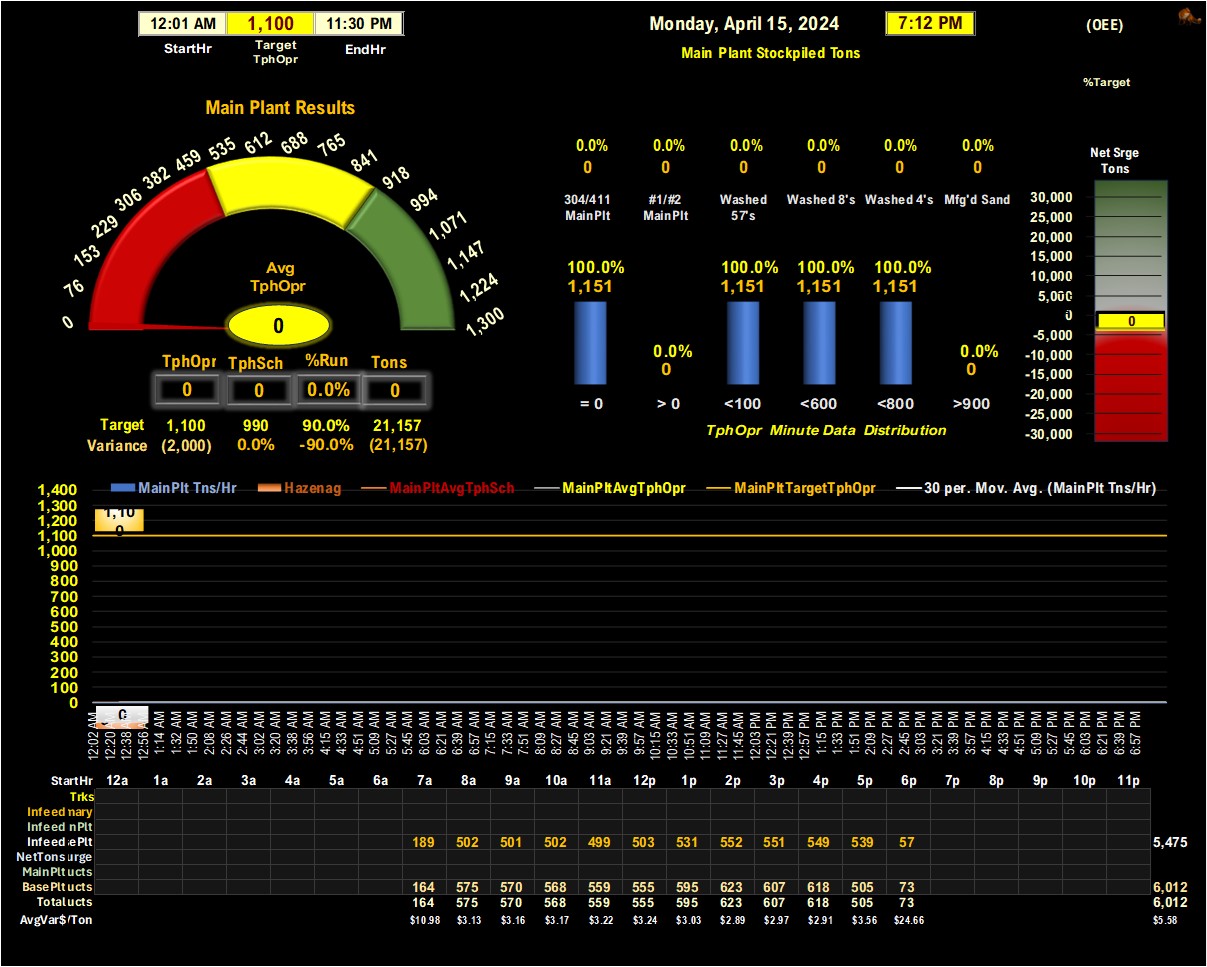 12:01 AM 1,100 11:30 PM Monday, April 15, 2024 7:12 PM (OEE)
StartHr Target TphOpr EndHr
Main Plant Stockpiled Tons
%Target
Main Plant Results
0 76 153 229 306 382 459 535 612 688 765 841 918 994 1,071 1,147 1,224 1,300
Avg
TphOpr
0
TphOpr TphSch %Run Tons
0 0 0.0% 0
Target 1,100 990 90.0% 21,157
Variance (2,000) 0.0% -90.0% (21,157)
0.0% 0.0% 0.0% 0.0% 0.0% 0.0%
0 0 0 0 0 0
304/411 MainPlt #1/#2 MainPlt Washed 57's Washed 8's Washed 4's Mfg'd Sand
100.0% 100.0% 100.0% 100.0%
1,151 1,151 1,151 1,151
0.0% 0.0%
0 0
= 0 > 0 <100 <600 <800 >900
TphOpr Minute Data Distribution
Net Srge
Tons
30,000
25,000
20,000
15,000
10,000
5,000
0 0
-5,000
-10,000
-15,000
-20,000
-25,000
-30,000
MainPlt Tns/Hr Hazenag MainPltAvgTphSch MainPltAvgTphOpr MainPltTargetTphOpr 30 per. Mov. Avg. (MainPlt Tns/Hr)
1,400
1,300
1,200
1,100
1,000
900
800
700
600
500
400
300
200
100
0
1,10
0
0
12:02 AM 12:20 AM 12:38 AM 12:56 AM 1:14 AM 1:32 AM 1:50 AM 2:08 AM 2:26 AM 2:44 AM 3:02 AM 3:20 AM 3:38 AM 3:56 AM 4:15 AM 4:33 AM 4:51 AM 5:09 AM 5:27 AM 5:45 AM 6:03 AM 6:21 AM 6:39 AM 6:57 AM 7:15 AM 7:33 AM 7:51 AM 8:09 AM 8:27 AM 8:45 AM 9:03 AM 9:21 AM 9:39 AM 9:57 AM 10:15 AM 10:33 AM 10:51 AM 11:09 AM 11:27 AM 11:45 AM 12:03 PM 12:21 PM 12:39 PM 12:57 PM 1:15 PM 1:33 PM 1:51 PM 2:09 PM 2:27 PM 2:45 PM 3:03 PM 3:21 PM 3:39 PM 3:57 PM 4:15 PM 4:33 PM 4:51 PM 5:09 PM 5:27 PM 5:45 PM 6:03 PM 6:21 PM 6:39 PM 6:57 PM
StartHr 12a 1a 2a 3a 4a 5a 6a 7a 8a 9a 10a 11a 12p 1p 2p 3p 4p 5p 6p 7p 8p 9p 10p 11p
Trks
Infeed nary
Infeed nPlt
Infeed ePlt 189 502 501 502 499 503 531 552 551 549 539 57 5,475
NetTons urge
MainPlt ucts
BasePlt ucts 164 575 570 568 559 555 595 623 607 618 505 73 6,012
Total ucts 164 575 570 568 559 555 595 623 607 618 505 73 6,012
AvgVar$/Ton $10.98 $3.13 $3.16 $3.17 $3.22 $3.24 $3.03 $2.89 $2.97 $2.91 $3.56 $24.66 $5.58